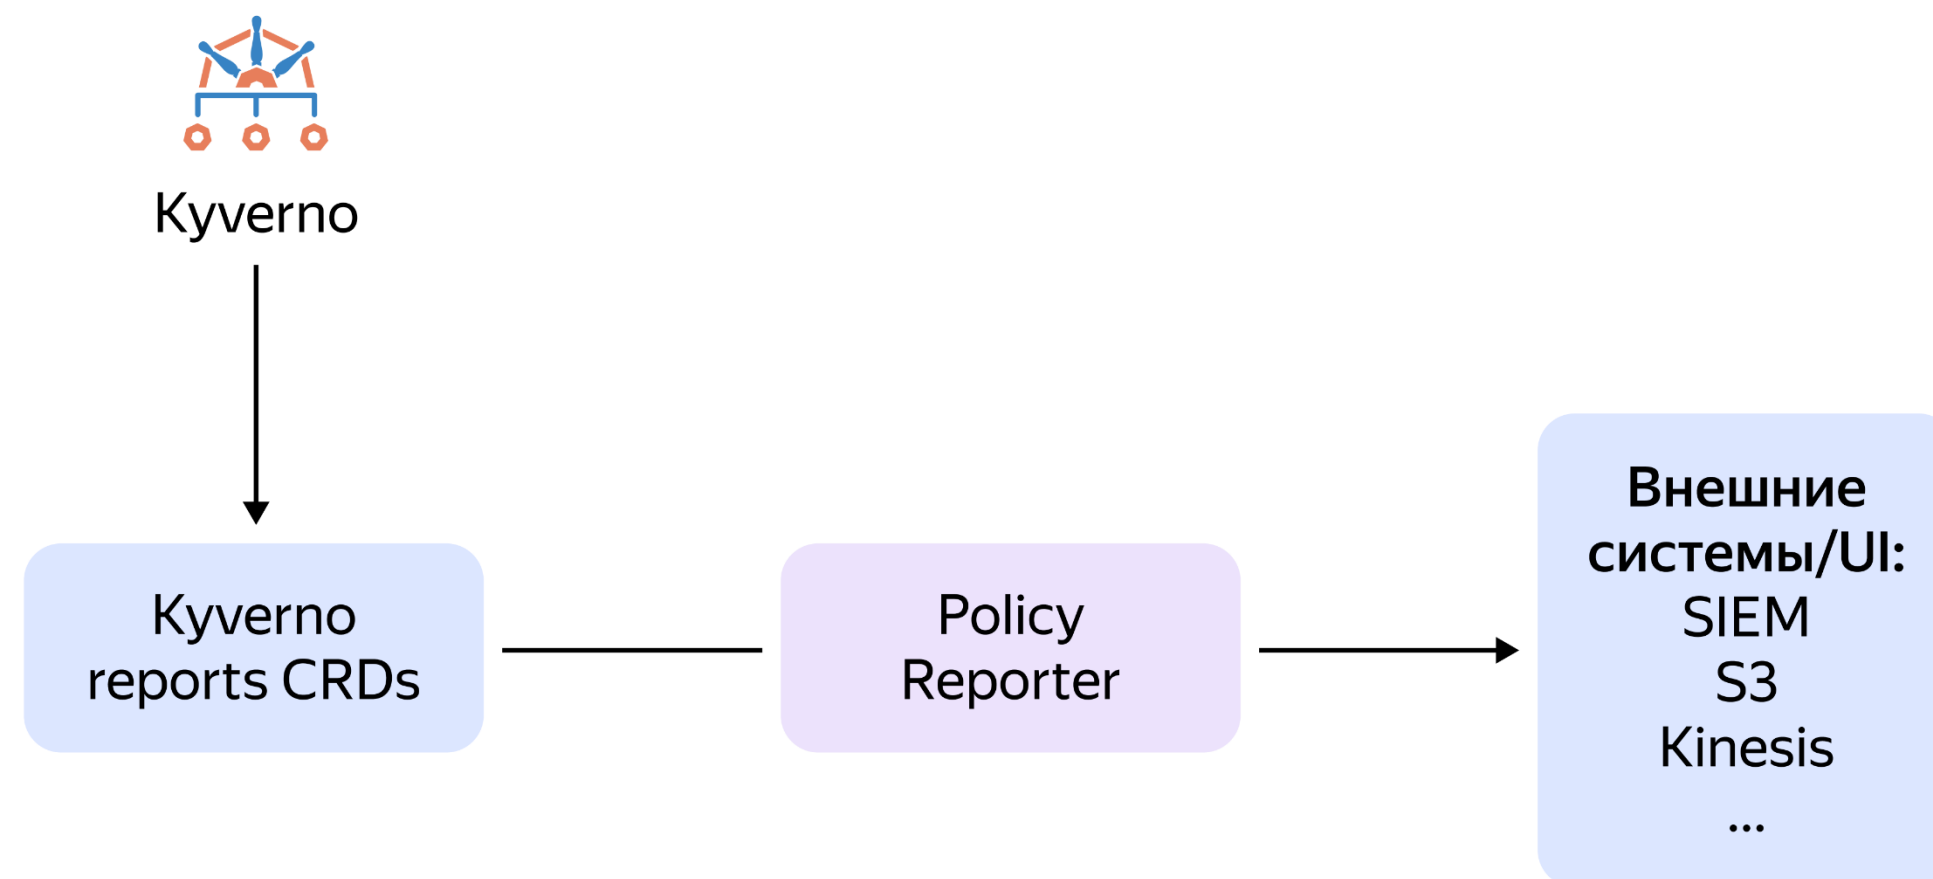 Kyverno
Kyverno
reports CRDs
Policy
Reporter
Внешние
системы/UI:
SIEM
S3
Kinesis
...